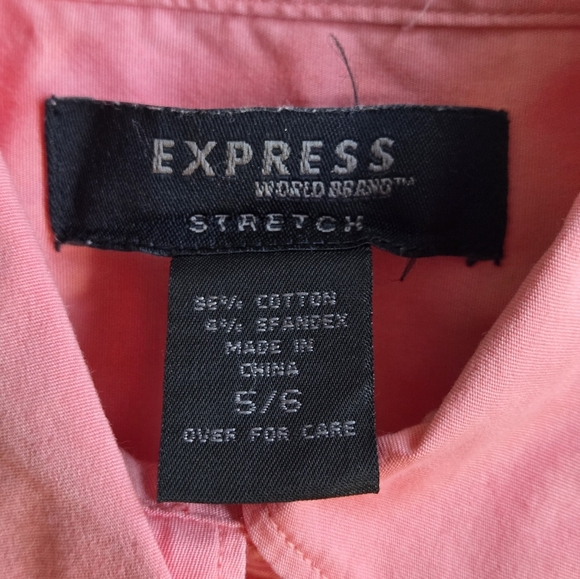 EXPRESS
WORLD BRAND™
STRETCH
96% COTTON
4% SPANDEX
MADE IN
CHINA
5/6
OVER FOR CARE